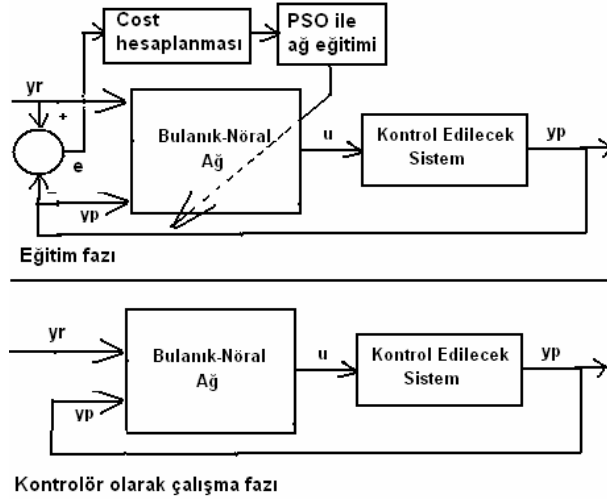 Cost
hesaplanması
PSO ile
ağ eğitimi
yr
+
e
−
yp
Bulanık-Nöral
Ağ
u
Kontrol Edilecek
Sistem
yp
Eğitim fazı
yr
yp
Bulanık-Nöral
Ağ
u
Kontrol Edilecek
Sistem
yp
Kontrolör olarak çalışma fazı